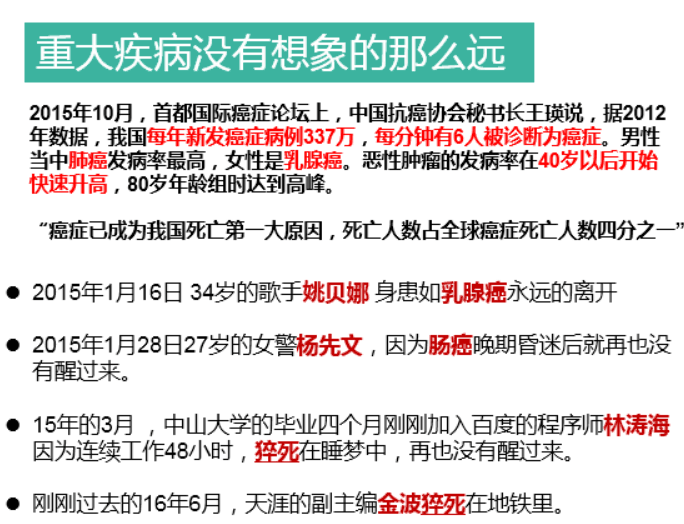 重大疾病没有想象的那么远
2015年10月，首都国际癌症论坛上，中国抗癌协会秘书长王瑛说，据2012
年数据，我国每年新发癌症病例337万，每分钟有6人被诊断为癌症。男性
当中肺癌发病率最高，女性是乳腺癌。恶性肿瘤的发病率在40岁以后开始
快速升高，80岁年龄组时达到高峰。
“癌症已成为我国死亡第一大原因，死亡人数占全球癌症死亡人数四分之一”
● 2015年1月16日 34岁的歌手姚贝娜 身患如乳腺癌永远的离开
● 2015年1月28日27岁的女警杨先文，因为肠癌晚期昏迷后就再也没
有醒过来。
● 15年的3月 ，中山大学的毕业四个月刚刚加入百度的程序师林涛海
因为连续工作48小时，猝死在睡梦中，再也没有醒过来。
● 刚刚过去的16年6月，天涯的副主编金波猝死在地铁里。